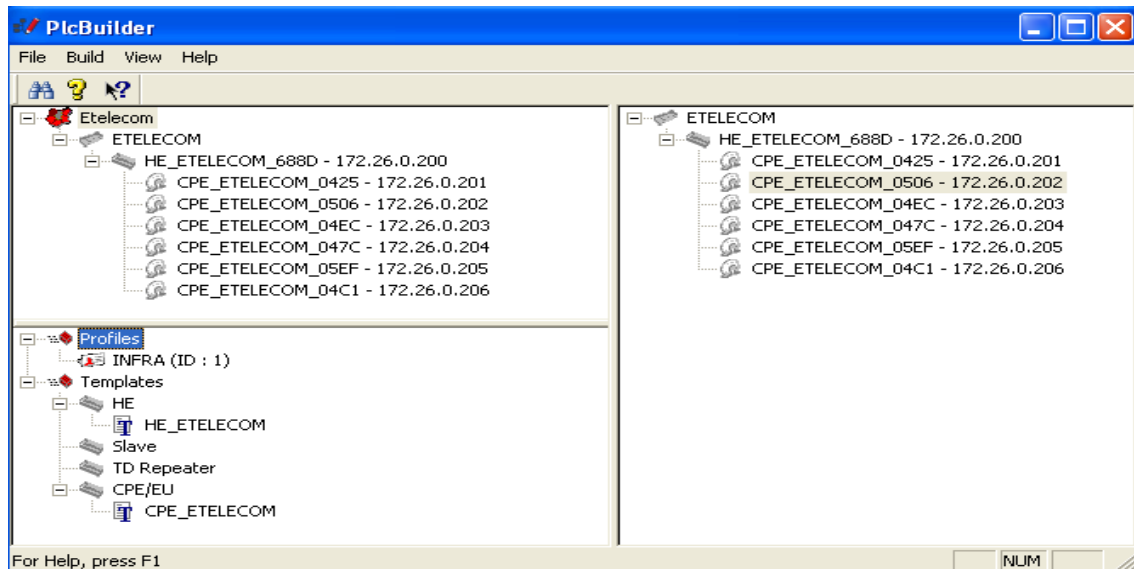 PlcBuilder
File Build View Help
Etelecom
ETELECOM
HE_ETELECOM_688D - 172.26.0.200
CPE_ETELECOM_0425 - 172.26.0.201
CPE_ETELECOM_0506 - 172.26.0.202
CPE_ETELECOM_04EC - 172.26.0.203
CPE_ETELECOM_047C - 172.26.0.204
CPE_ETELECOM_05EF - 172.26.0.205
CPE_ETELECOM_04C1 - 172.26.0.206
Profiles
INFRA (ID : 1)
Templates
HE
HE_ETELECOM
Slave
TD Repeater
CPE/EU
CPE_ETELECOM
ETELECOM
HE_ETELECOM_688D - 172.26.0.200
CPE_ETELECOM_0425 - 172.26.0.201
CPE_ETELECOM_0506 - 172.26.0.202
CPE_ETELECOM_04EC - 172.26.0.203
CPE_ETELECOM_047C - 172.26.0.204
CPE_ETELECOM_05EF - 172.26.0.205
CPE_ETELECOM_04C1 - 172.26.0.206
For Help, press F1
NUM